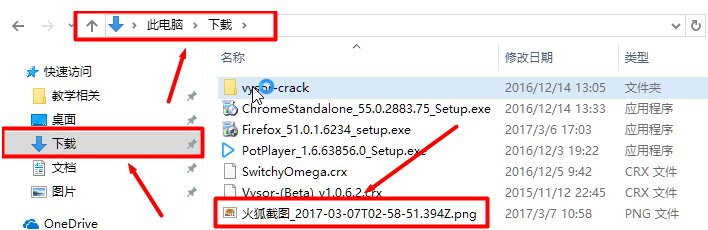 此电脑 › 下载
名称 修改日期 类型
快速访问
教学相关
桌面
下载
文档
图片
OneDrive
vysor-crack 2016/12/14 13:05 文件夹
ChromeStandalone_55.0.2883.75_Setup.exe 2016/12/14 13:33 应用程序
Firefox_51.0.1.6234_setup.exe 2017/3/6 17:03 应用程序
PotPlayer_1.6.63856.0_Setup.exe 2016/12/3 19:22 应用程序
SwitchyOmega.crx 2016/12/5 9:42 CRX 文件
Vysor-(Beta)_v1.0.6.2.crx 2015/11/12 22:45 CRX 文件
火狐截图_2017-03-07T02-58-51.394Z.png 2017/3/7 10:58 PNG 文件